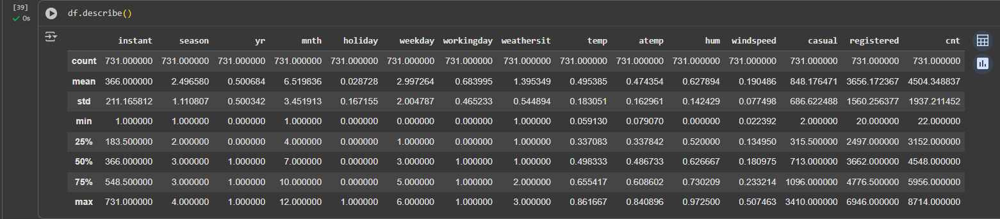 [39]
0s
df.describe()
instant season yr mnth holiday weekday workingday weathersit temp atemp hum windspeed casual registered cnt
count 731.000000 731.000000 731.000000 731.000000 731.000000 731.000000 731.000000 731.000000 731.000000 731.000000 731.000000 731.000000 731.000000 731.000000 731.000000
mean 366.000000 2.496580 0.500684 6.519836 0.028728 2.997264 0.683995 1.395349 0.495385 0.474354 0.627894 0.190486 848.176471 3656.172367 4504.348837
std 211.165812 1.110807 0.500342 3.451913 0.167155 2.004787 0.465233 0.544894 0.183051 0.162961 0.142429 0.077498 686.622488 1560.256377 1937.211452
min 1.000000 1.000000 0.000000 1.000000 0.000000 0.000000 0.000000 1.000000 0.059130 0.079070 0.000000 0.022392 2.000000 20.000000 22.000000
25% 183.500000 2.000000 0.000000 4.000000 0.000000 1.000000 0.000000 1.000000 0.337083 0.337842 0.520000 0.134950 315.500000 2497.000000 3152.000000
50% 366.000000 3.000000 1.000000 7.000000 0.000000 3.000000 1.000000 1.000000 0.498333 0.486733 0.626667 0.180975 713.000000 3662.000000 4548.000000
75% 548.500000 3.000000 1.000000 10.000000 0.000000 5.000000 1.000000 2.000000 0.655417 0.608602 0.730209 0.233214 1096.000000 4776.500000 5956.000000
max 731.000000 4.000000 1.000000 12.000000 1.000000 6.000000 1.000000 3.000000 0.861667 0.840896 0.972500 0.507463 3410.000000 6946.000000 8714.000000